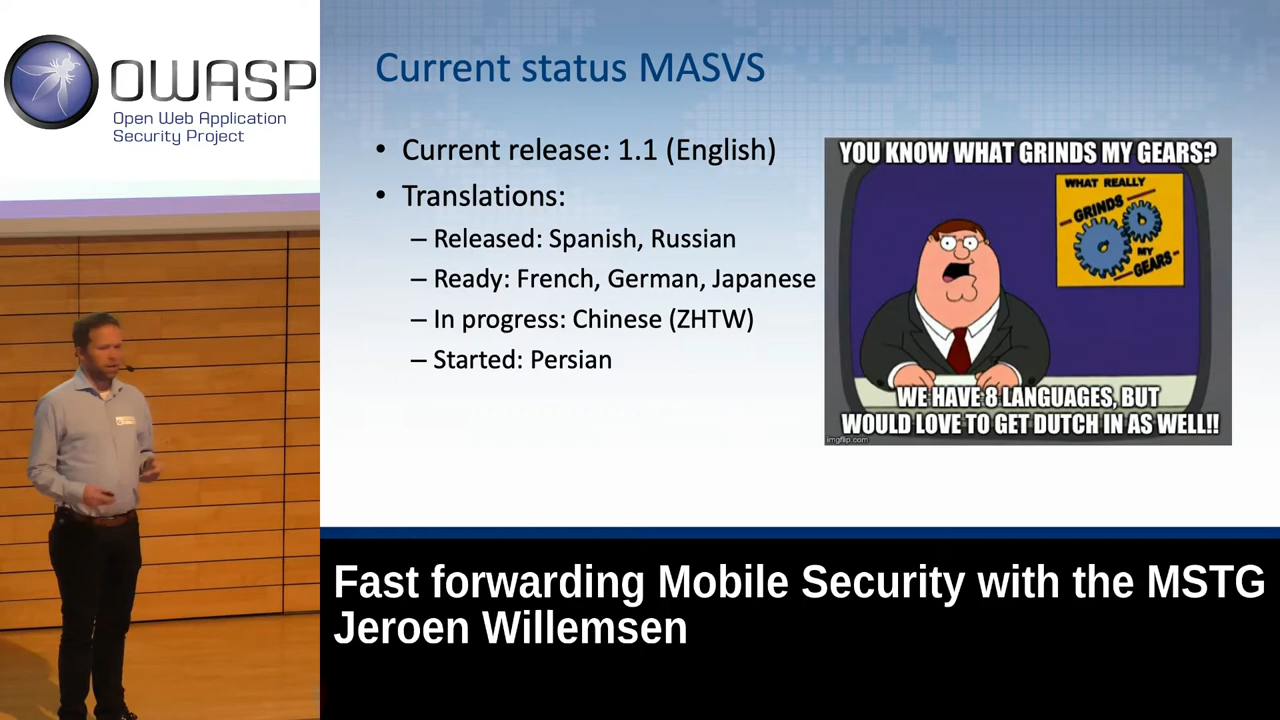 OWASP
Open Web Application
Security Project
Current status MASVS
• Current release: 1.1 (English)
• Translations:
– Released: Spanish, Russian
– Ready: French, German, Japanese
– In progress: Chinese (ZHTW)
– Started: Persian
YOU KNOW WHAT GRINDS MY GEARS?
WHAT REALLY
GRINDS
MY
GEARS
WE HAVE 8 LANGUAGES, BUT
WOULD LOVE TO GET DUTCH IN AS WELL!!
imgflip.com
Fast forwarding Mobile Security with the MSTG
Jeroen Willemsen